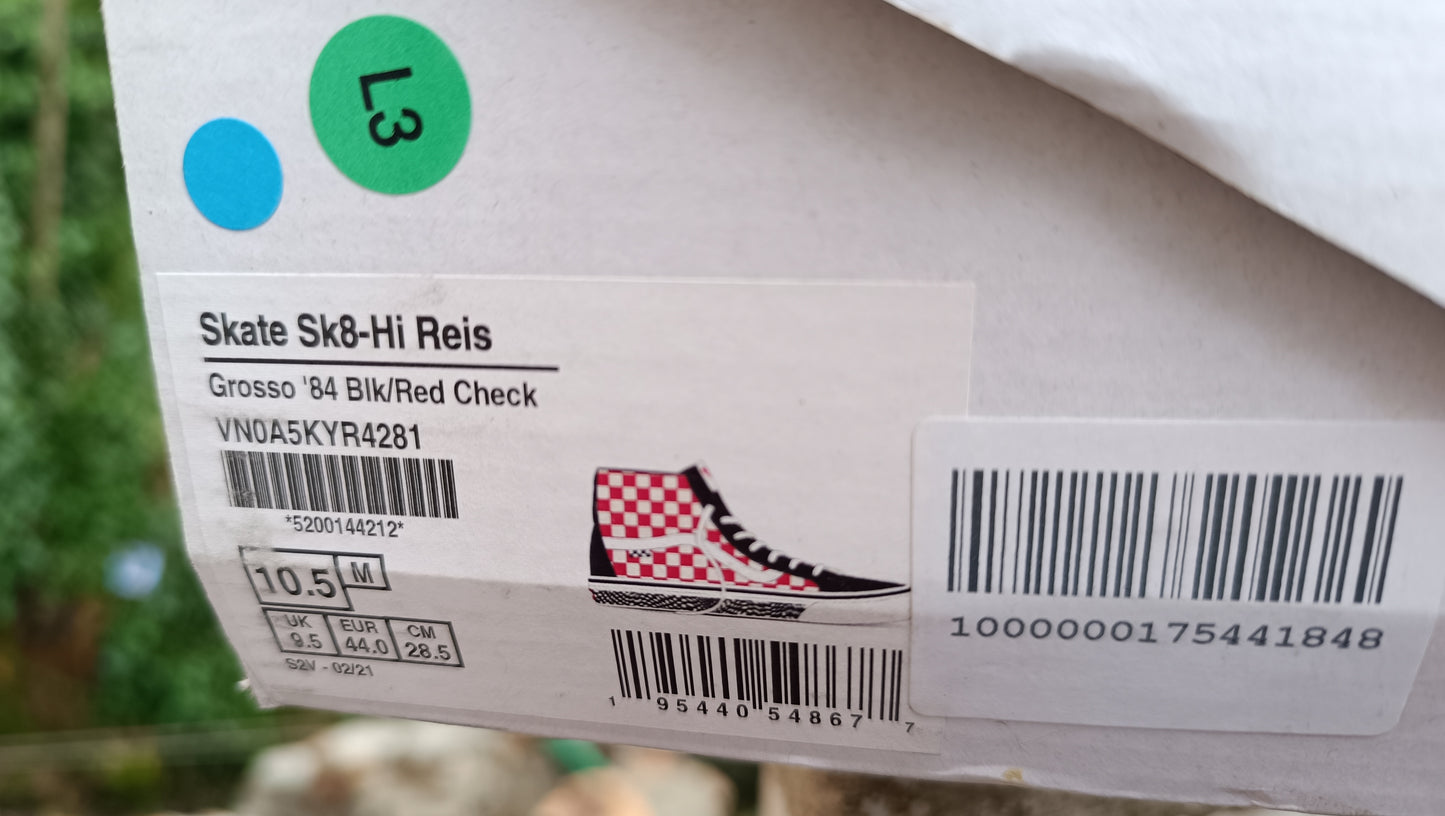 L3
Skate Sk8-Hi Reis
Grosso '84 Blk/Red Check
VN0A5KYR4281
*5200144212*
10.5 M
UK EUR CM
9.5 44.0 28.5
S2V - 02/21
1 95440 54867 7
1000000175441848